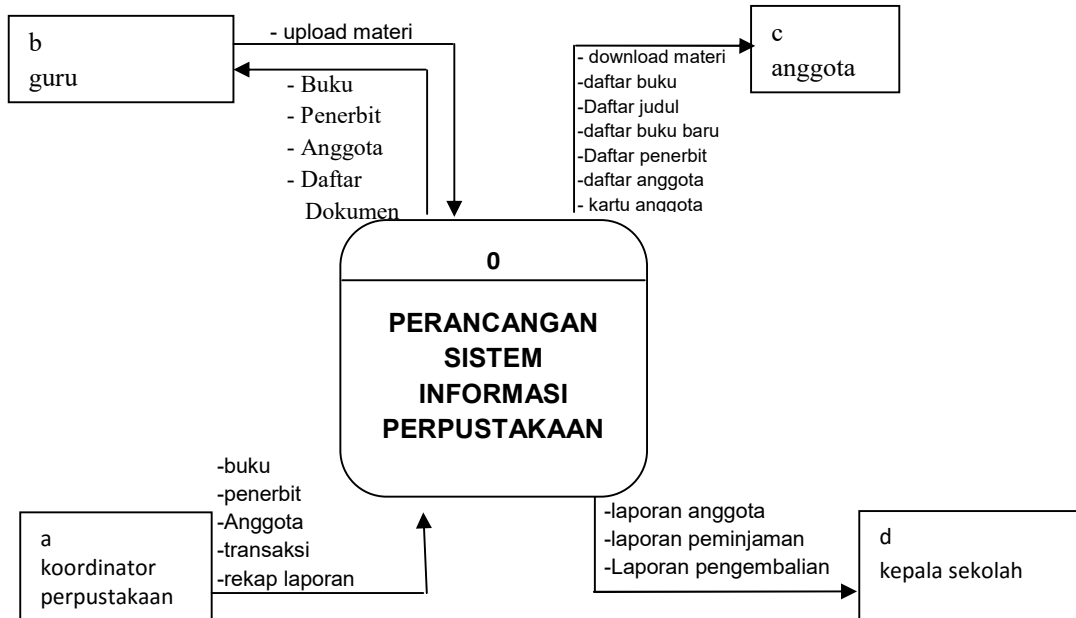 b
guru
- upload materi
- Buku
- Penerbit
- Anggota
- Daftar
Dokumen
- download materi
-daftar buku
-Daftar judul
-daftar buku baru
-Daftar penerbit
-daftar anggota
- kartu anggota
c
anggota
0
PERANCANGAN
SISTEM
INFORMASI
PERPUSTAKAAN
a
koordinator
perpustakaan
-buku
-penerbit
-Anggota
-transaksi
-rekap laporan
-laporan anggota
-laporan peminjaman
-Laporan pengembalian
d
kepala sekolah